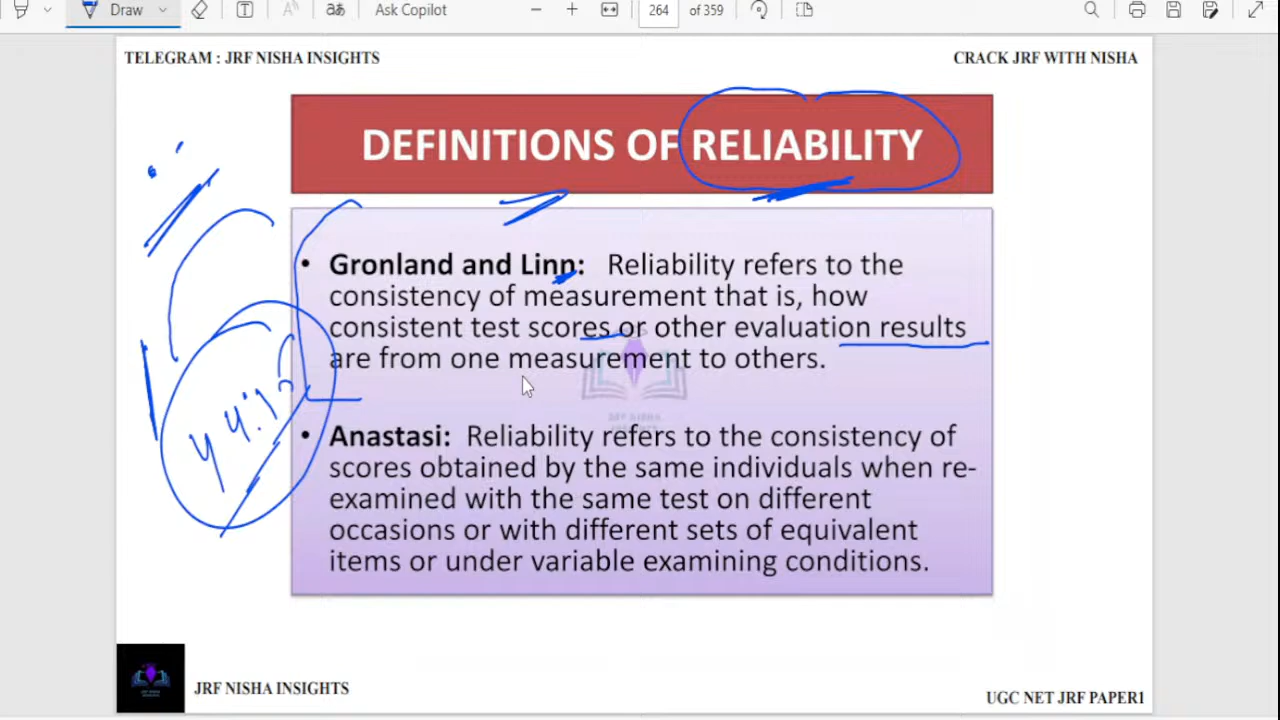 Draw
Ask Copilot
264 of 359
TELEGRAM : JRF NISHA INSIGHTS
CRACK JRF WITH NISHA
DEFINITIONS OF RELIABILITY
• Gronland and Linn: Reliability refers to the
consistency of measurement that is, how
consistent test scores or other evaluation results
are from one measurement to others.
• Anastasi: Reliability refers to the consistency of
scores obtained by the same individuals when re-
examined with the same test on different
occasions or with different sets of equivalent
items or under variable examining conditions.
JRF NISHA
INSIGHTS
JRF NISHA INSIGHTS
UGC NET JRF PAPER1